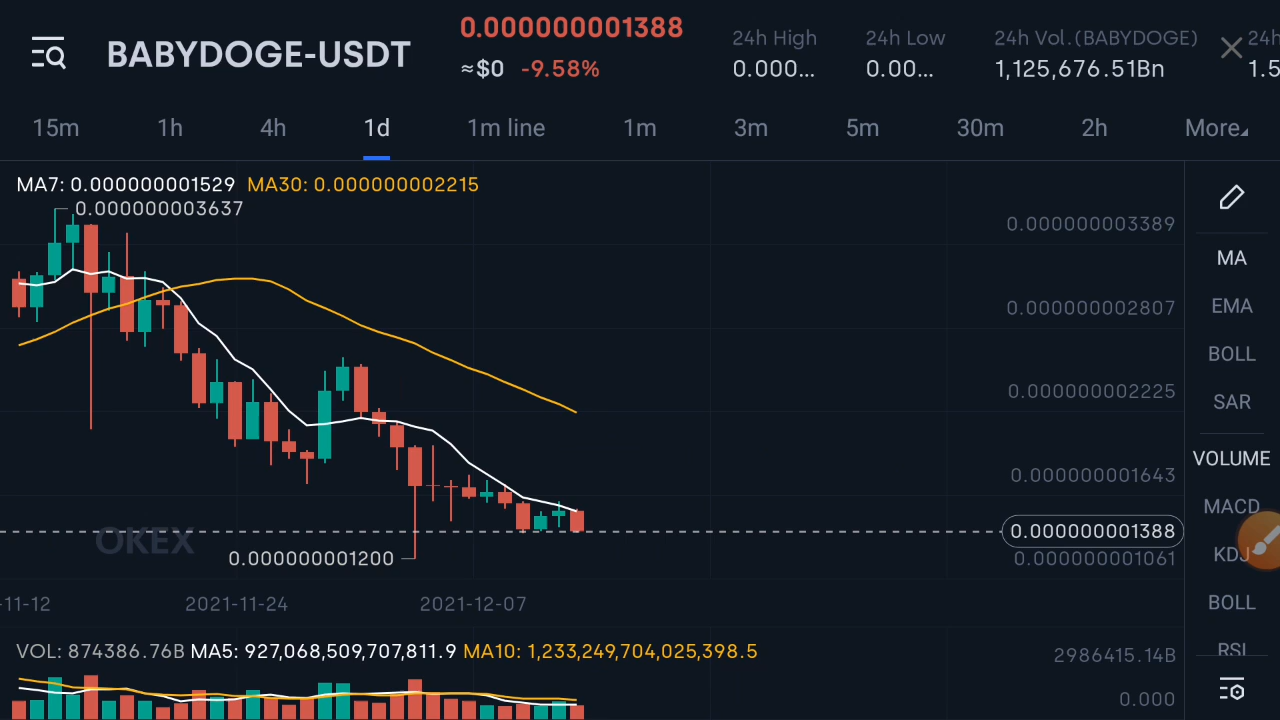 BABYDOGE-USDT
0.000000001388
≈$0 -9.58%
24h High 24h Low 24h Vol.(BABYDOGE) 24h
0.000... 0.00... 1,125,676.51Bn 1.5
15m 1h 4h 1d 1m line 1m 3m 5m 30m 2h More
MA7: 0.000000001529 MA30: 0.000000002215
0.000000003637
0.000000003389
0.000000002807
0.000000002225
0.000000001643
OKEX
0.000000001388
0.000000001200
0.000000001061
-11-12 2021-11-24 2021-12-07
VOL: 874386.76B MA5: 927,068,509,707,811.9 MA10: 1,233,249,704,025,398.5
2986415.14B
0.000
MA
EMA
BOLL
SAR
VOLUME
MACD
KDJ
BOLL
RSI